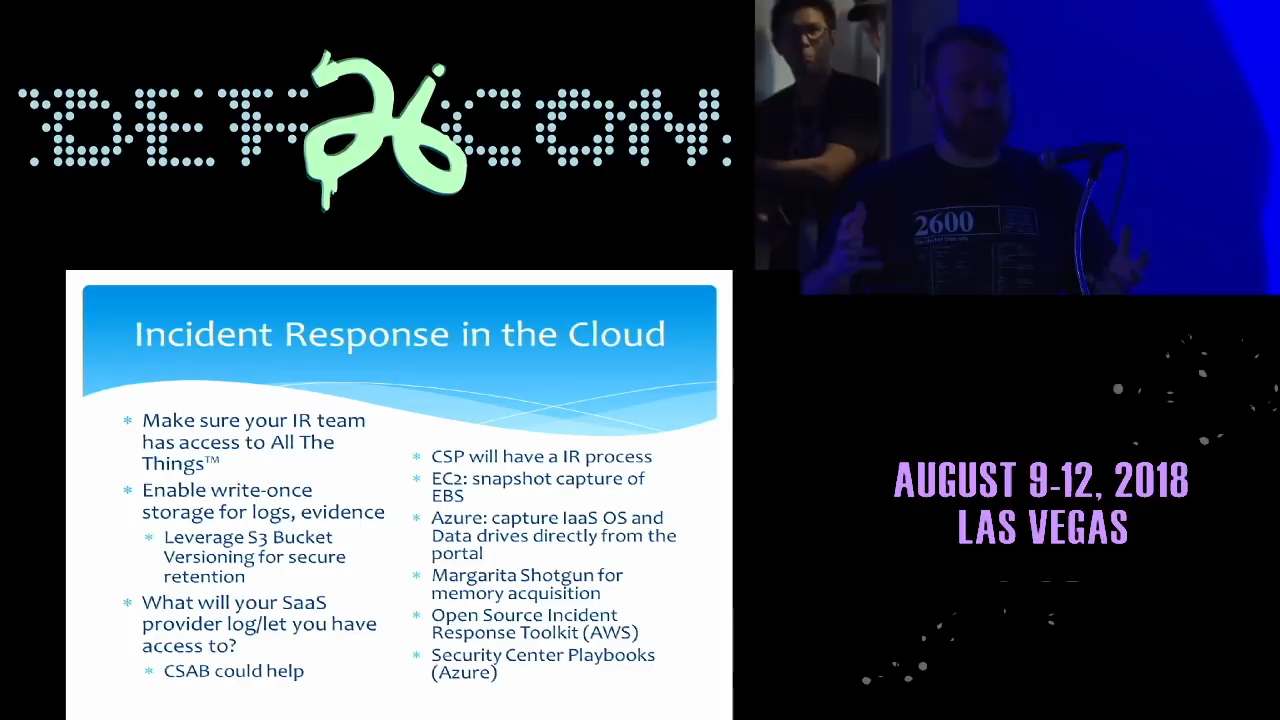 DEF 26 CON
2600
Incident Response in the Cloud
* Make sure your IR team
has access to All The
Things™
* Enable write-once
storage for logs, evidence
* Leverage S3 Bucket
Versioning for secure
retention
* What will your SaaS
provider log/let you have
access to?
* CSAB could help
* CSP will have a IR process
* EC2: snapshot capture of
EBS
* Azure: capture IaaS OS and
Data drives directly from the
portal
* Margarita Shotgun for
memory acquisition
* Open Source Incident
Response Toolkit (AWS)
* Security Center Playbooks
(Azure)
AUGUST 9-12, 2018
LAS VEGAS